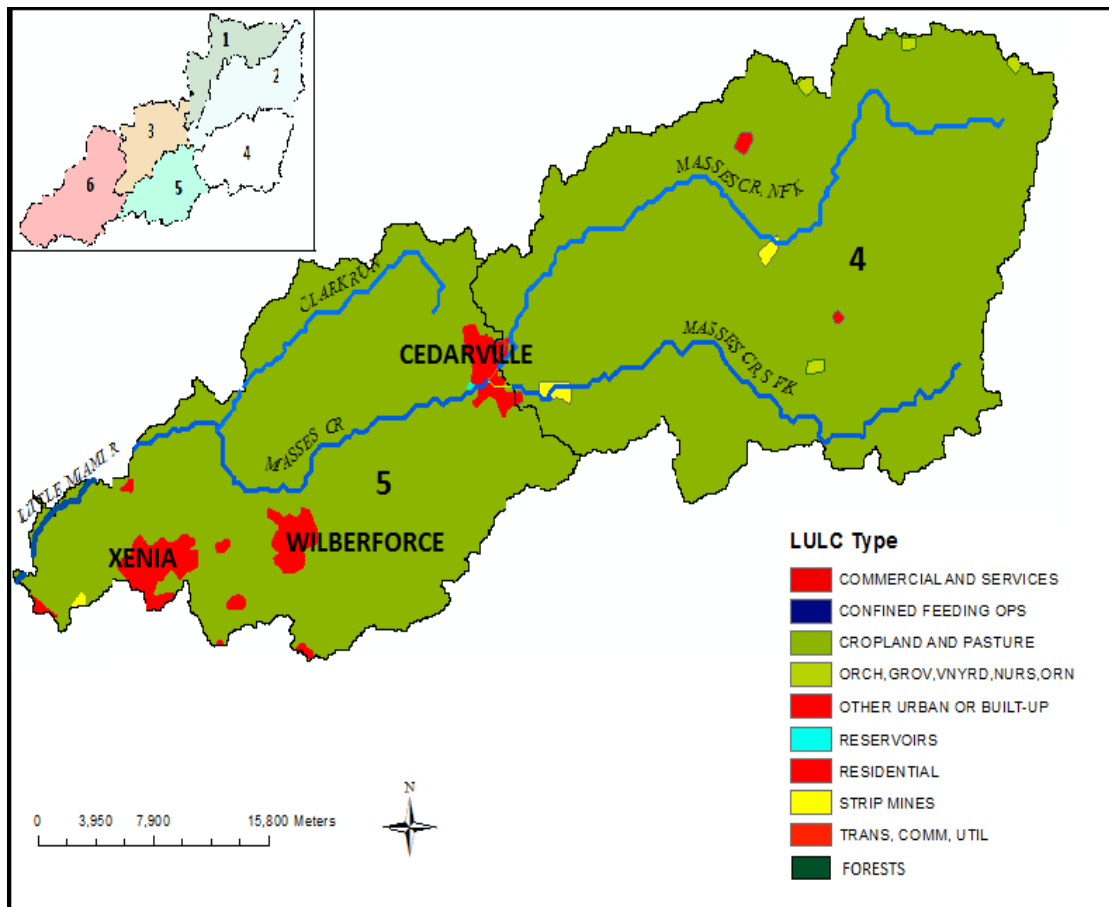 1
2
3
4
5
6
MASSES CR, NFK
4
CLARK RUN
MASSES CR, S FK
CEDARVILLE
MASSES CR
LITTLE MIAMI R
5
WILBERFORCE
XENIA
LULC Type
COMMERCIAL AND SERVICES
CONFINED FEEDING OPS
CROPLAND AND PASTURE
ORCH,GROV,VNYRD,NURS,ORN
OTHER URBAN OR BUILT-UP
RESERVOIRS
RESIDENTIAL
STRIP MINES
TRANS, COMM, UTIL
FORESTS
N
0 3,950 7,900 15,800 Meters